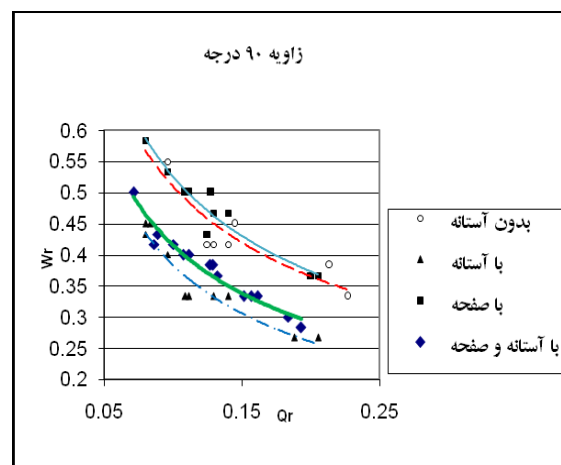 زاویه ۹۰ درجه
0.6
0.55
0.5
0.45
0.4
0.35
0.3
0.25
0.2
Wr
0.05
0.15
0.25
Qr
بدون آستانه
با آستانه
با صفحه
با آستانه و صفحه